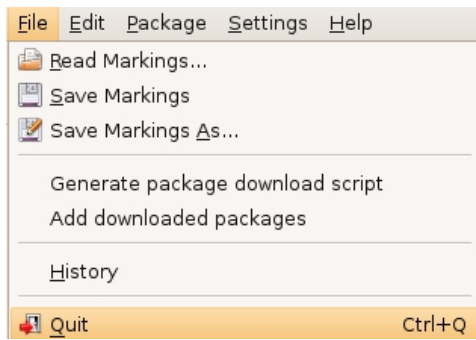 File Edit Package Settings Help
Read Markings...
Save Markings
Save Markings As...
Generate package download script
Add downloaded packages
History
Quit Ctrl+Q